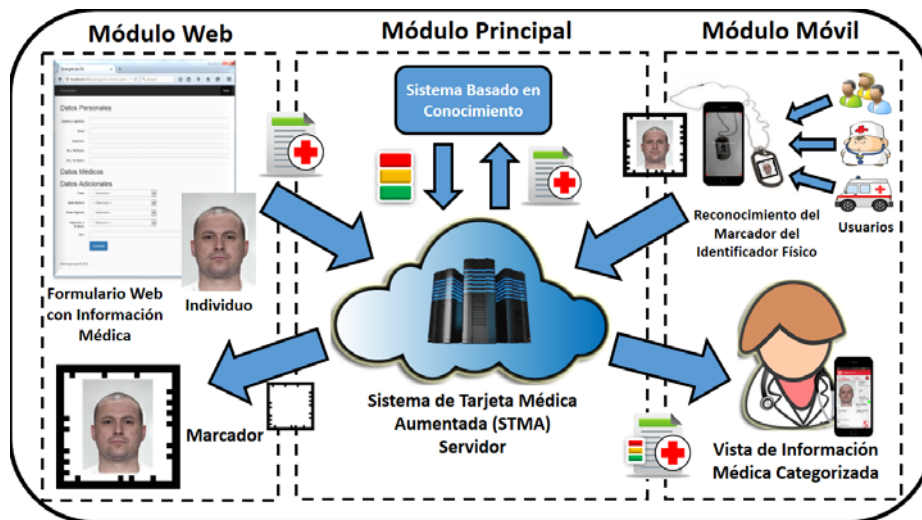 Módulo Web
Módulo Principal
Módulo Móvil
Datos Personales
Datos Médicos
Datos Adicionales
Formulario Web
con Información
Médica
Individuo
Marcador
Sistema Basado en
Conocimiento
Sistema de Tarjeta Médica
Aumentada (STMA)
Servidor
Reconocimiento del
Marcador del
Identificador Físico
Usuarios
Vista de Información
Médica Categorizada